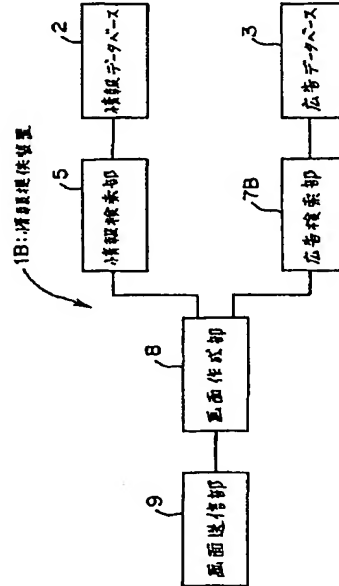 1B:情報提供装置
2
情報データベース
5
情報検索部
3
広告データベース
7B
広告検索部
8
画面作成部
9
画面送信部